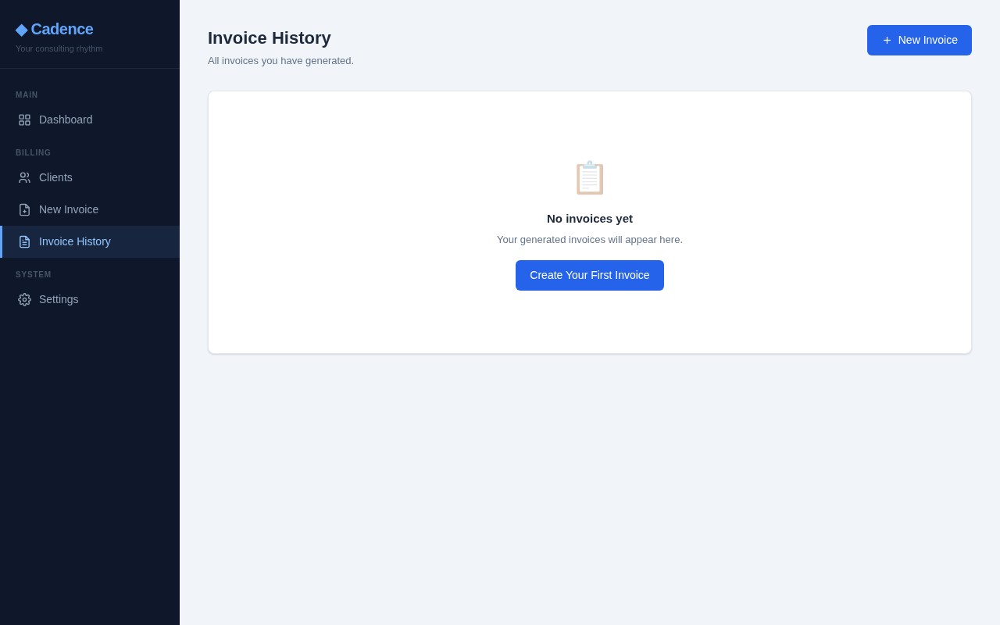 ◆ Cadence
Your consulting rhythm
MAIN
Dashboard
BILLING
Clients
New Invoice
Invoice History
SYSTEM
Settings
Invoice History
All invoices you have generated.
+ New Invoice
No invoices yet
Your generated invoices will appear here.
Create Your First Invoice